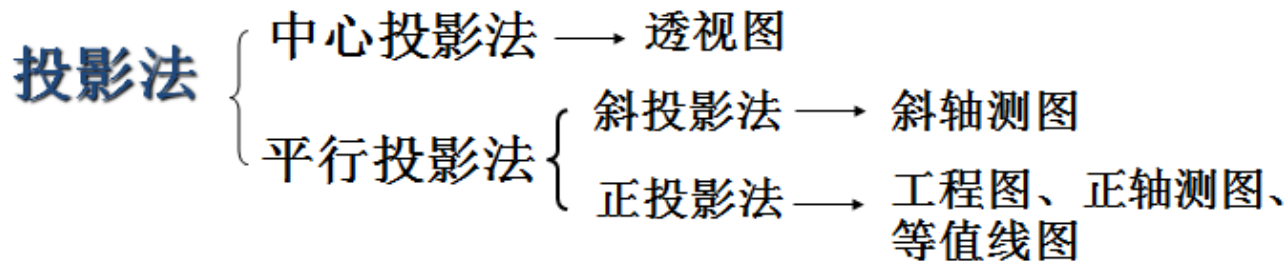 投影法
中心投影法
透视图
平行投影法
斜投影法
斜轴测图
正投影法
工程图、正轴测图、
等值线图